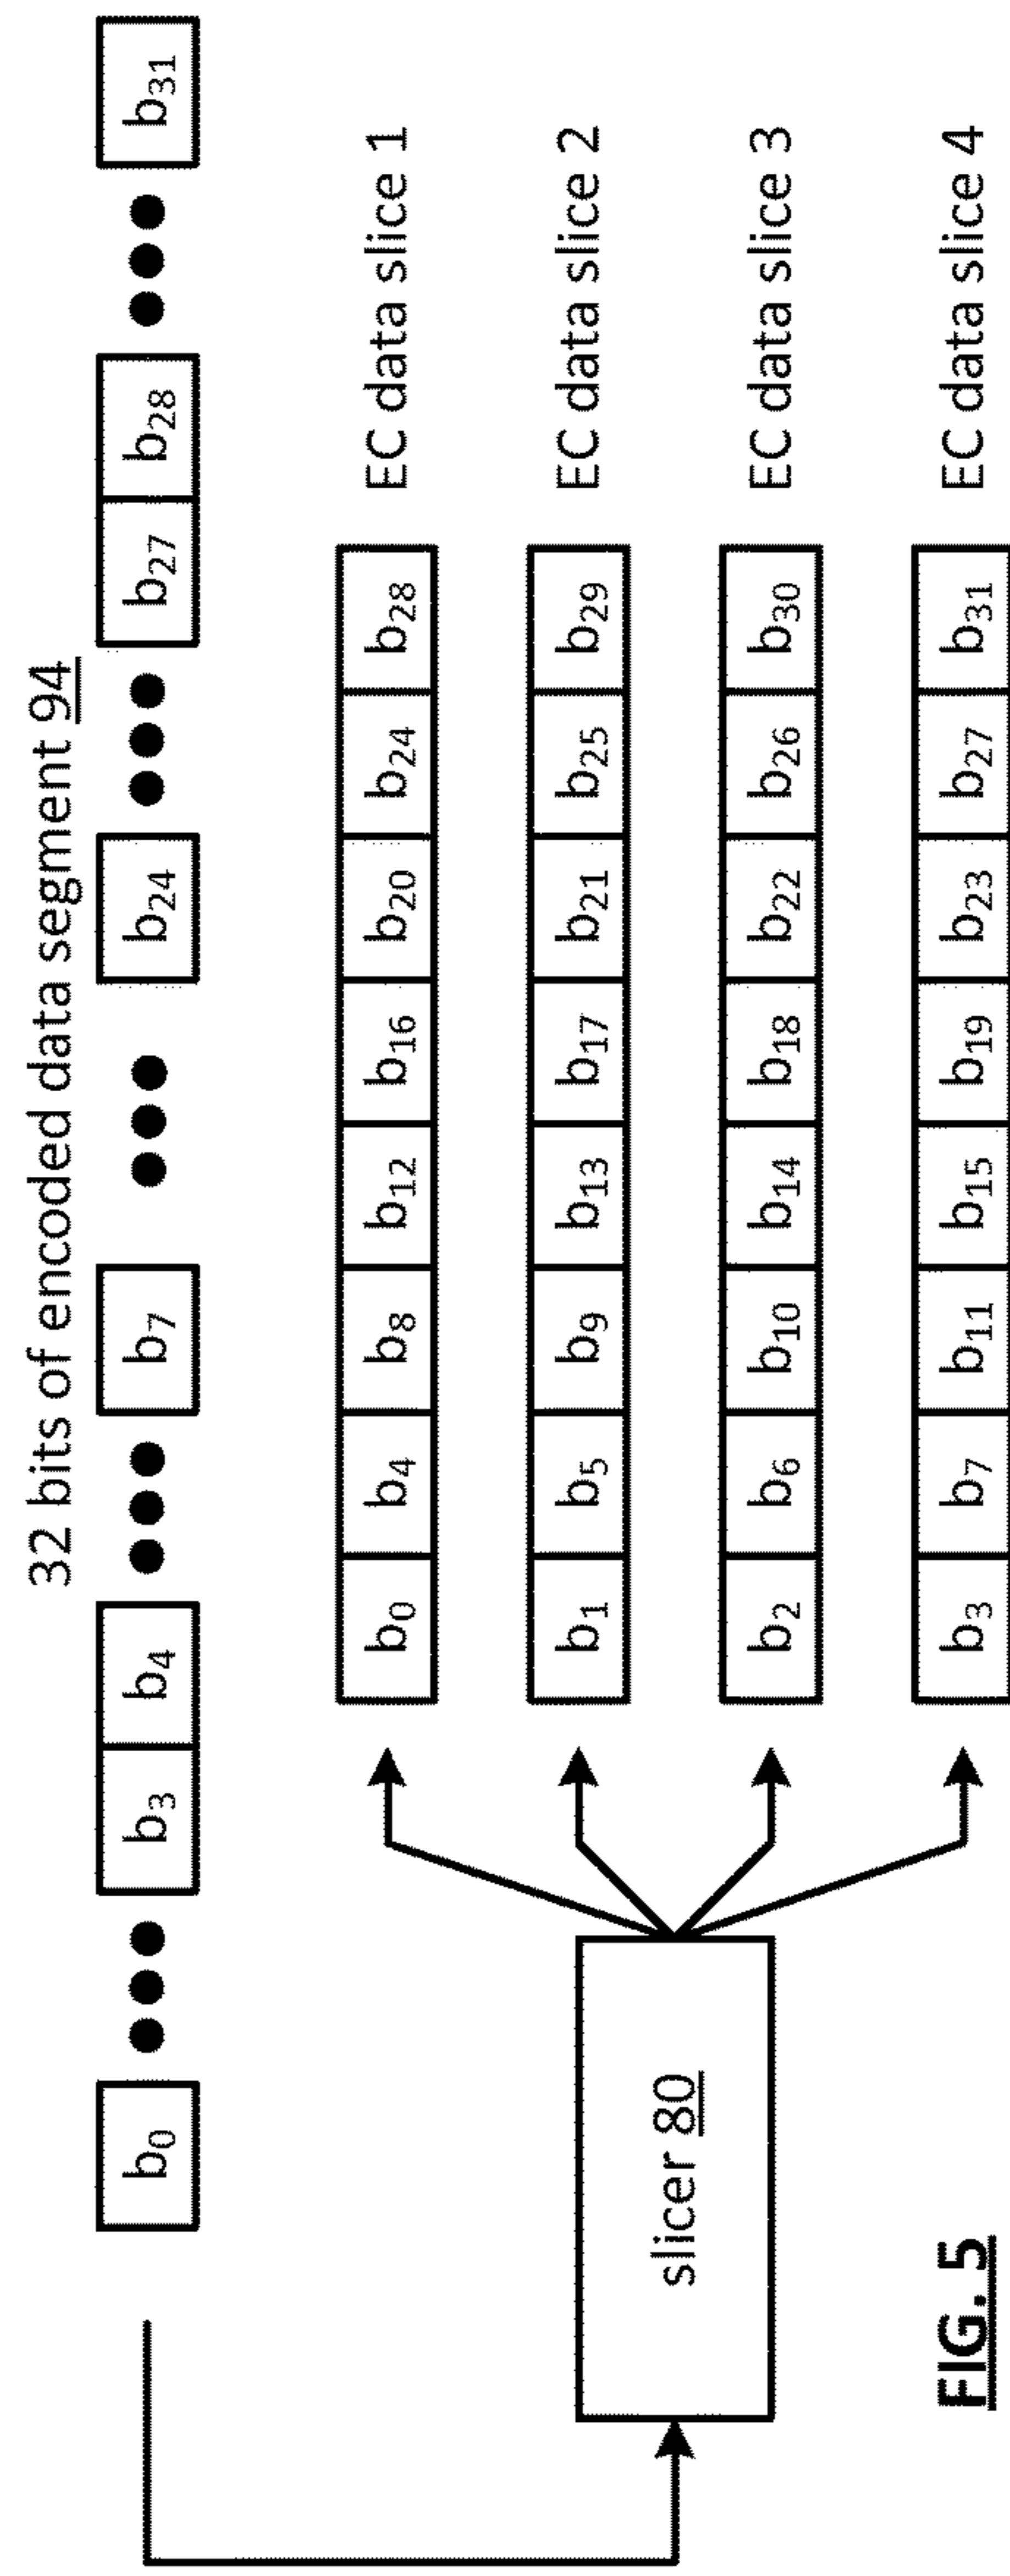 32 bits of encoded data segment 94
b0 b3 b4 b7 b24 b27 b28 b31
b0 b4 b8 b12 b16 b20 b24 b28 EC data slice 1
b1 b5 b9 b13 b17 b21 b25 b29 EC data slice 2
slicer 80
b2 b6 b10 b14 b18 b22 b26 b30 EC data slice 3
b3 b7 b11 b15 b19 b23 b27 b31 EC data slice 4
FIG. 5